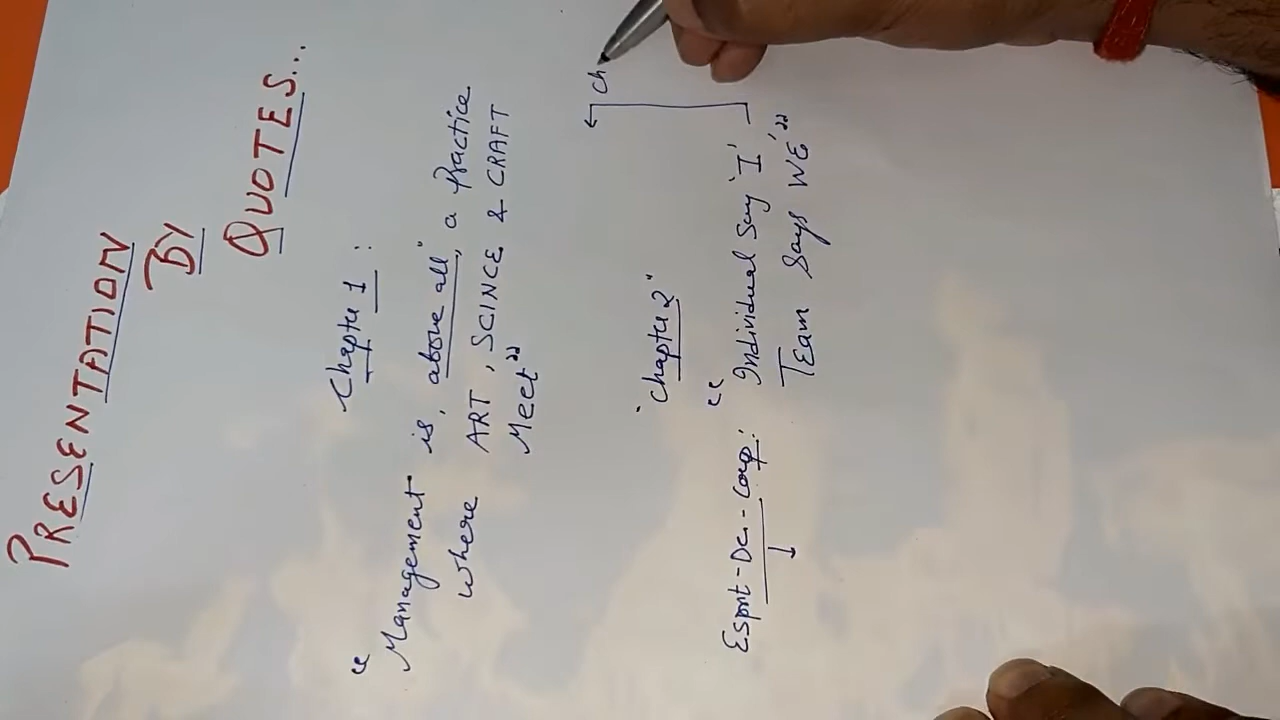 PRESENTATION
BY
QUOTES...
Chapter 1 :
" Management is, "above all", a Practice
where ART, SCINCE & CRAFT
Meet"
"Chapter 2"
Esprit-De-Corp: " Individual Say 'I'
Team Says WE'"
Ch